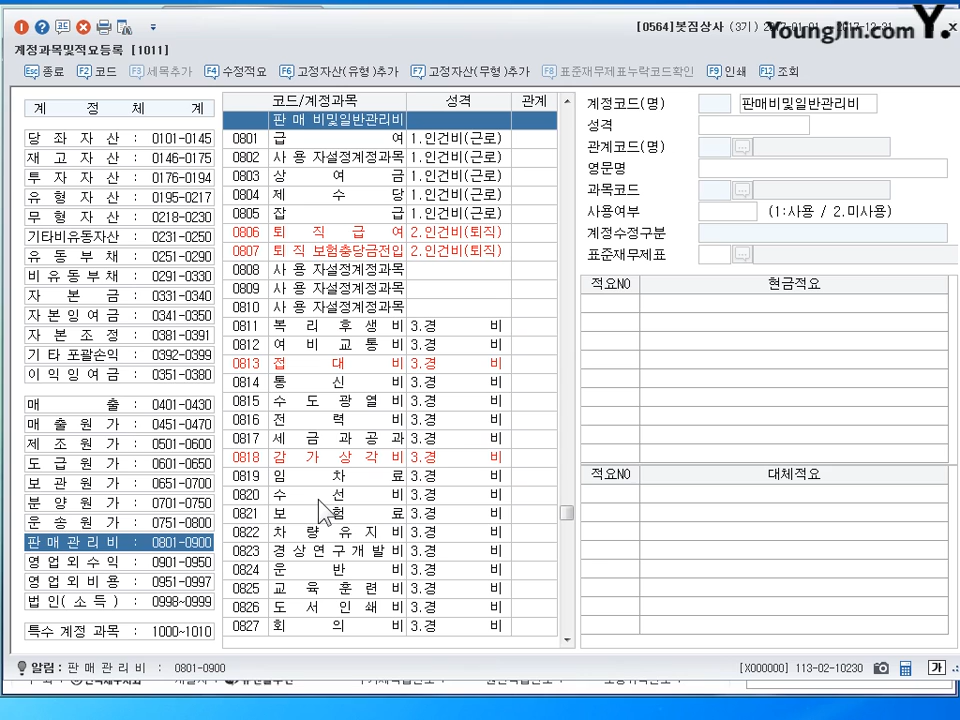 [0564]봇짐상사 (3기) 2017-01-01 ~ 2017-12-31
YoungJin.com Y.
계정과목및적요등록 [1011]
Esc 종료 F2 코드 F3 세목추가 F4 수정적요 F6 고정자산(유형)추가 F7 고정자산(무형)추가 F8 표준재무제표누락코드확인 F9 인쇄 F12 조회
계 정 체 계
당 좌 자 산 : 0101-0145
재 고 자 산 : 0146-0175
투 자 자 산 : 0176-0194
유 형 자 산 : 0195-0217
무 형 자 산 : 0218-0230
기타비유동자산 : 0231-0250
유 동 부 채 : 0251-0290
비 유 동 부 채 : 0291-0330
자 본 금 : 0331-0340
자 본 잉 여 금 : 0341-0350
자 본 조 정 : 0381-0391
기 타 포괄손익 : 0392-0399
이 익 잉 여 금 : 0351-0380
매 출 : 0401-0430
매 출 원 가 : 0451-0470
제 조 원 가 : 0501-0600
도 급 원 가 : 0601-0650
보 관 원 가 : 0651-0700
분 양 원 가 : 0701-0750
운 송 원 가 : 0751-0800
판 매 관 리 비 : 0801-0900
영 업 외 수 익 : 0901-0950
영 업 외 비 용 : 0951-0997
법 인 ( 소 득 ) : 0998~0999
특수 계정 과목 : 1000~1010
코드/계정과목 성격 관계
판 매 비및일반관리비
0801 급 여 1.인건비(근로)
0802 사 용 자설정계정과목 1.인건비(근로)
0803 상 여 금 1.인건비(근로)
0804 제 수 당 1.인건비(근로)
0805 잡 급 1.인건비(근로)
0806 퇴 직 급 여 2.인건비(퇴직)
0807 퇴 직 보험충당금전입 2.인건비(퇴직)
0808 사 용 자설정계정과목
0809 사 용 자설정계정과목
0810 사 용 자설정계정과목
0811 복 리 후 생 비 3.경 비
0812 여 비 교 통 비 3.경 비
0813 접 대 비 3.경 비
0814 통 신 비 3.경 비
0815 수 도 광 열 비 3.경 비
0816 전 력 비 3.경 비
0817 세 금 과 공 과 3.경 비
0818 감 가 상 각 비 3.경 비
0819 임 차 료 3.경 비
0820 수 선 비 3.경 비
0821 보 험 료 3.경 비
0822 차 량 유 지 비 3.경 비
0823 경 상 연 구 개 발 비 3.경 비
0824 운 반 비 3.경 비
0825 교 육 훈 련 비 3.경 비
0826 도 서 인 쇄 비 3.경 비
0827 회 의 비 3.경 비
계정코드(명) 판매비및일반관리비
성격
관계코드(명)
영문명
과목코드
사용여부 (1:사용 / 2.미사용)
계정수정구분
표준재무제표
적요NO 현금적요
적요NO 대체적요
알림 : 판 매 관 리 비 : 0801-0900
[X000000] 113-02-10230 가